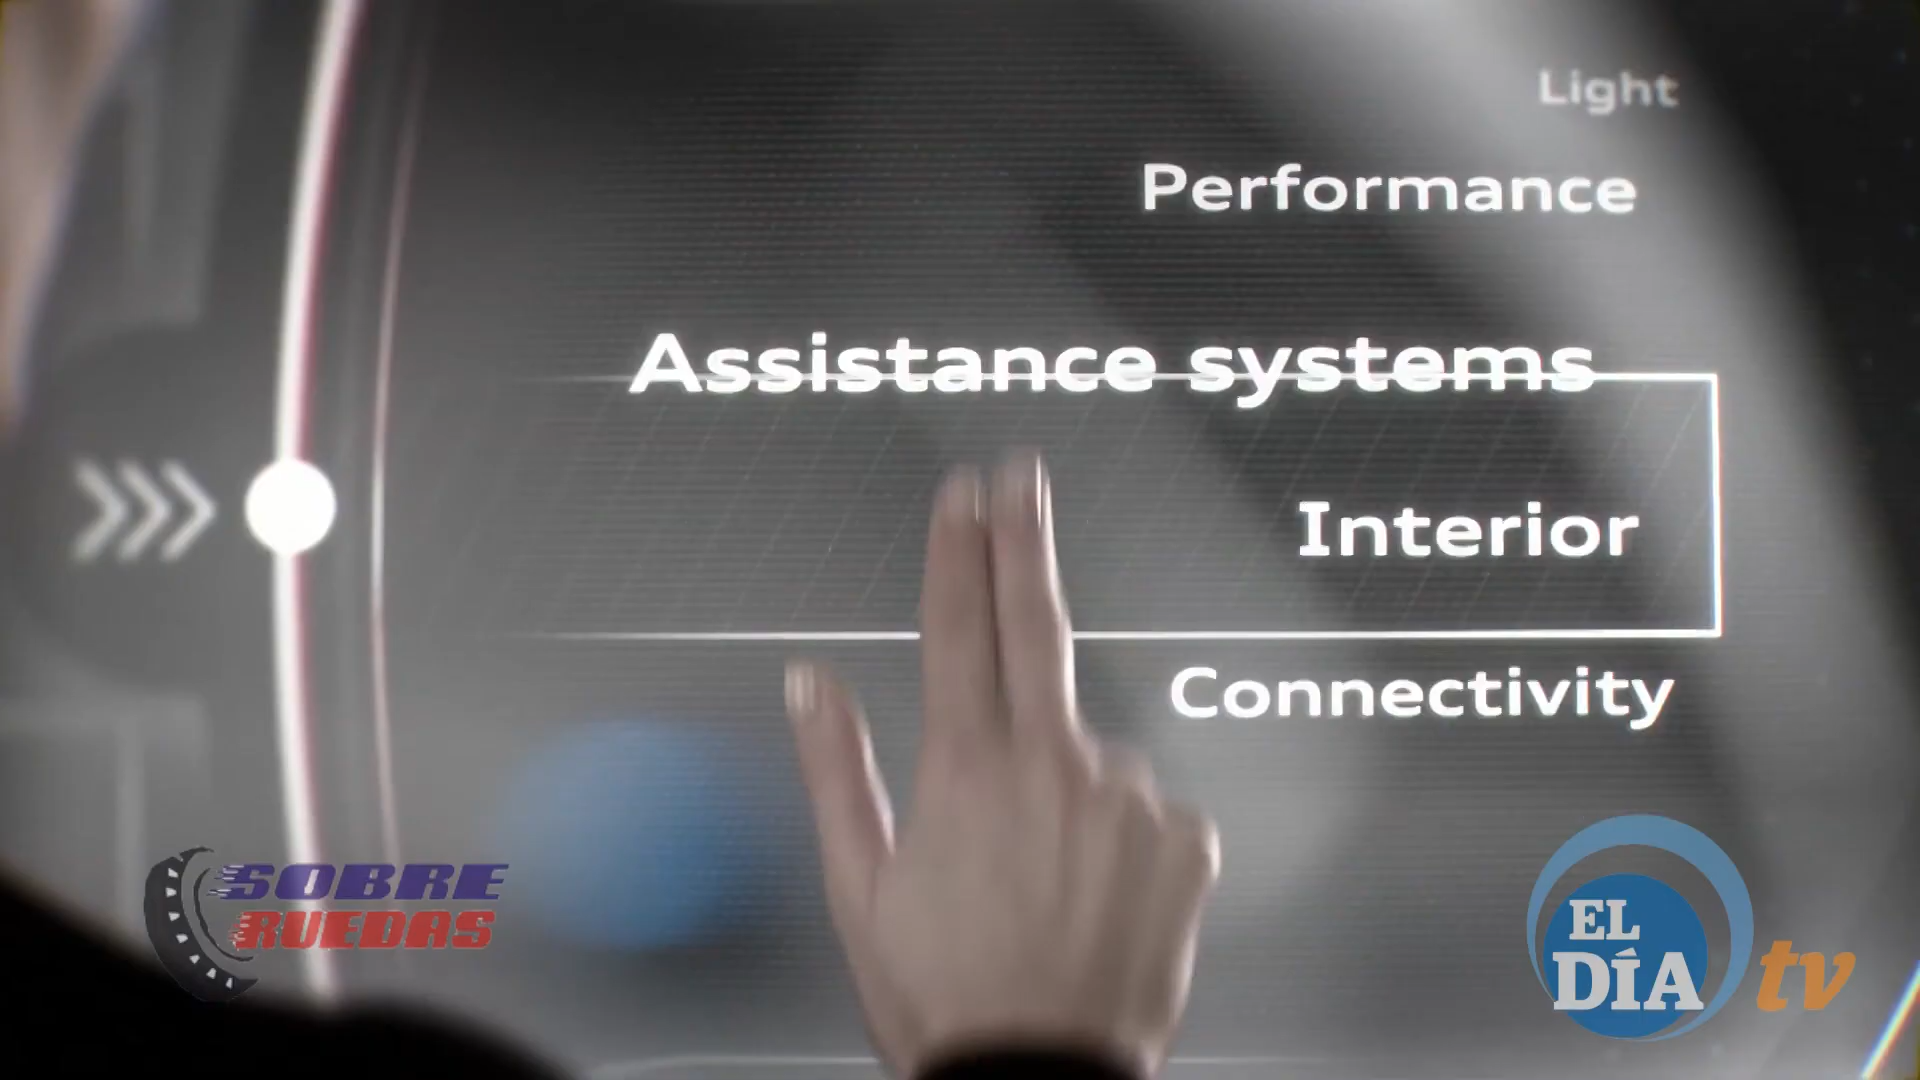 Light
Performance
Assistance systems
Interior
Connectivity
SOBRE
RUEDAS
EL
DÍA tv